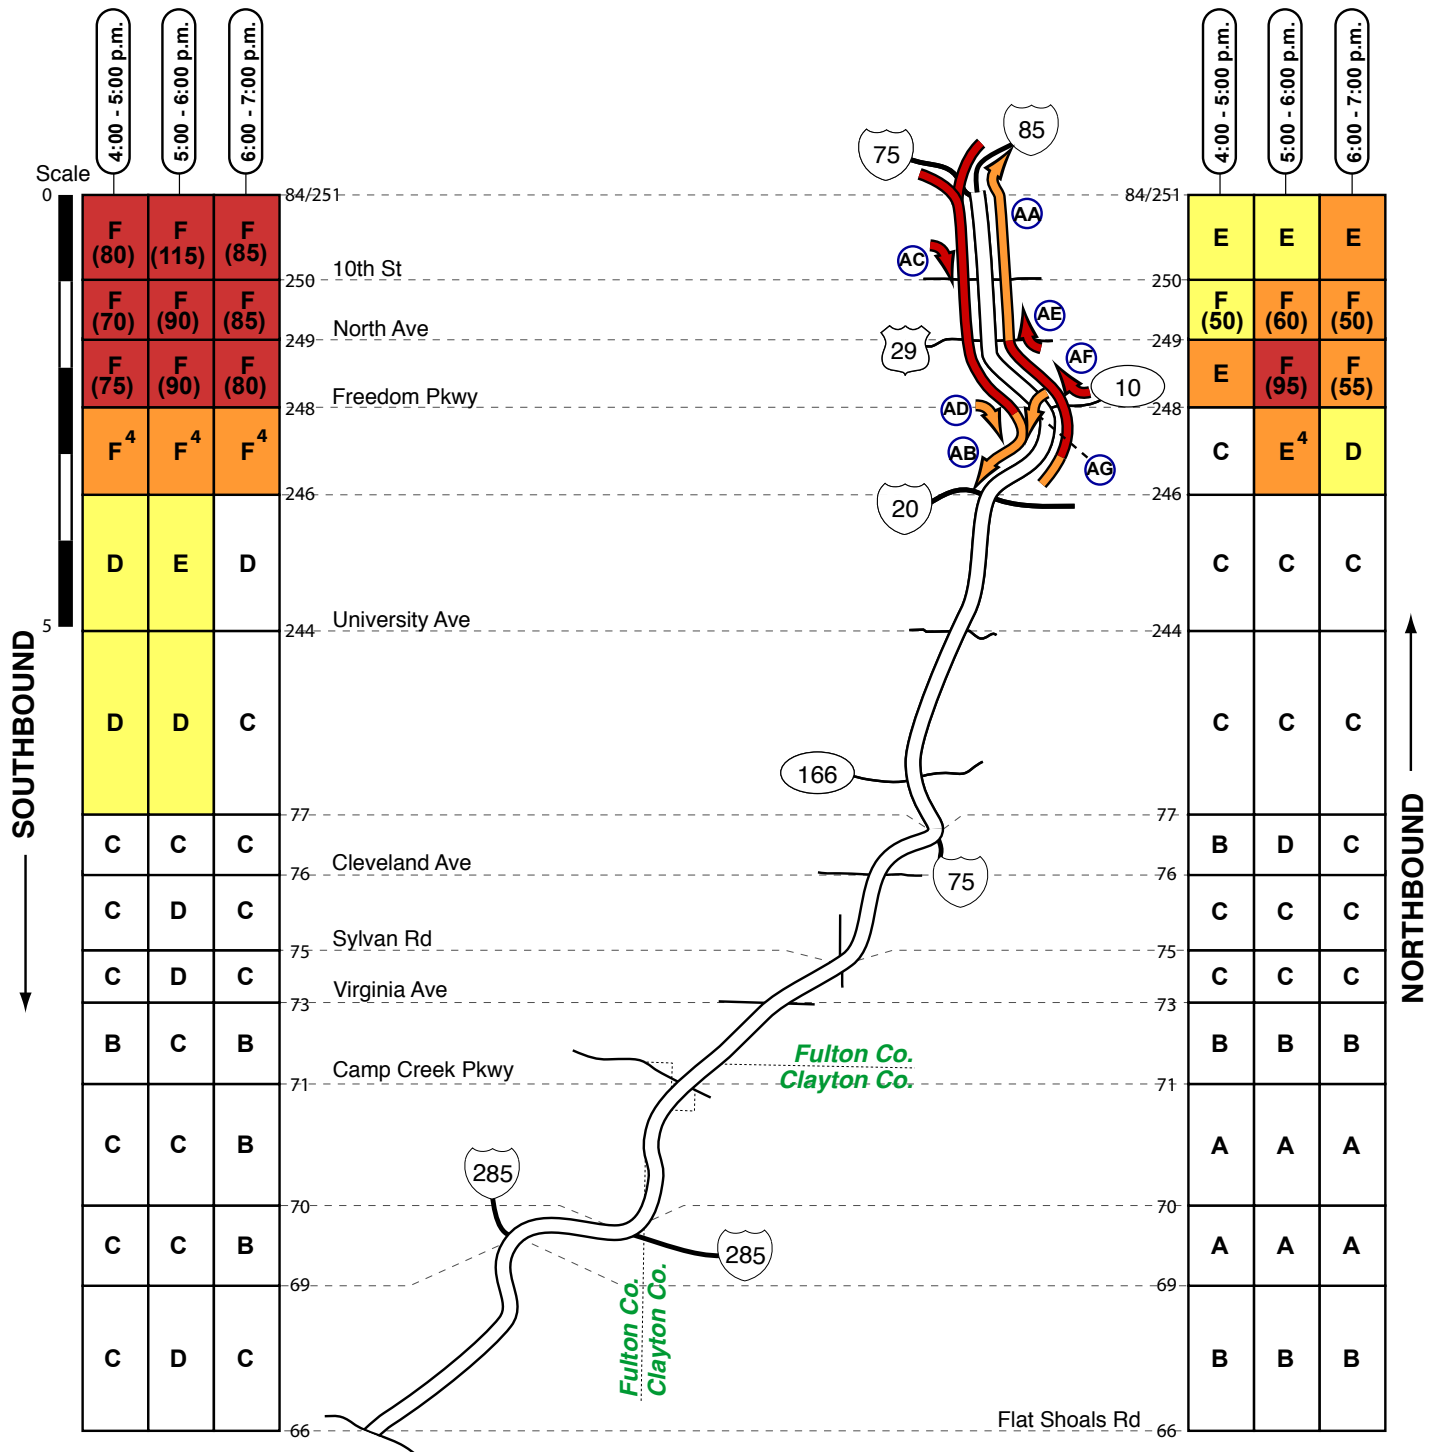 4:00 - 5:00 p.m.
5:00 - 6:00 p.m.
6:00 - 7:00 p.m.
4:00 - 5:00 p.m.
5:00 - 6:00 p.m.
6:00 - 7:00 p.m.
Scale
0
5
SOUTHBOUND
NORTHBOUND
F (80) F (115) F (85)
F (70) F (90) F (85)
F (75) F (90) F (80)
F4 F4 F4
D E D
D D C
C C C
C D C
C D C
B C B
C C B
C C B
C D C
84/251
10th St
250
North Ave
249
Freedom Pkwy
248
246
University Ave
244
77
Cleveland Ave
76
Sylvan Rd
75
Virginia Ave
73
Camp Creek Pkwy
71
70
69
66
75
85
AA
AC
AE
29
AF
10
AD
AB
AG
20
166
75
Fulton Co.
Clayton Co.
285
285
Fulton Co.
Clayton Co.
Flat Shoals Rd
84/251
250
249
248
246
244
77
76
75
73
71
70
69
66
E E E
F (50) F (60) F (50)
E F (95) F (55)
C E4 D
C C C
C C C
B D C
C C C
C C C
B B B
A A A
A A A
B B B